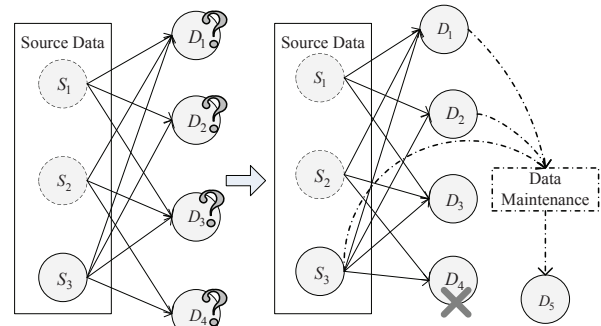 Source Data
S1
S2
S3
D1 ?
D2 ?
D3 ?
D4 ?
Source Data
S1
S2
S3
D1
D2
D3
D4
Data
Maintenance
D5